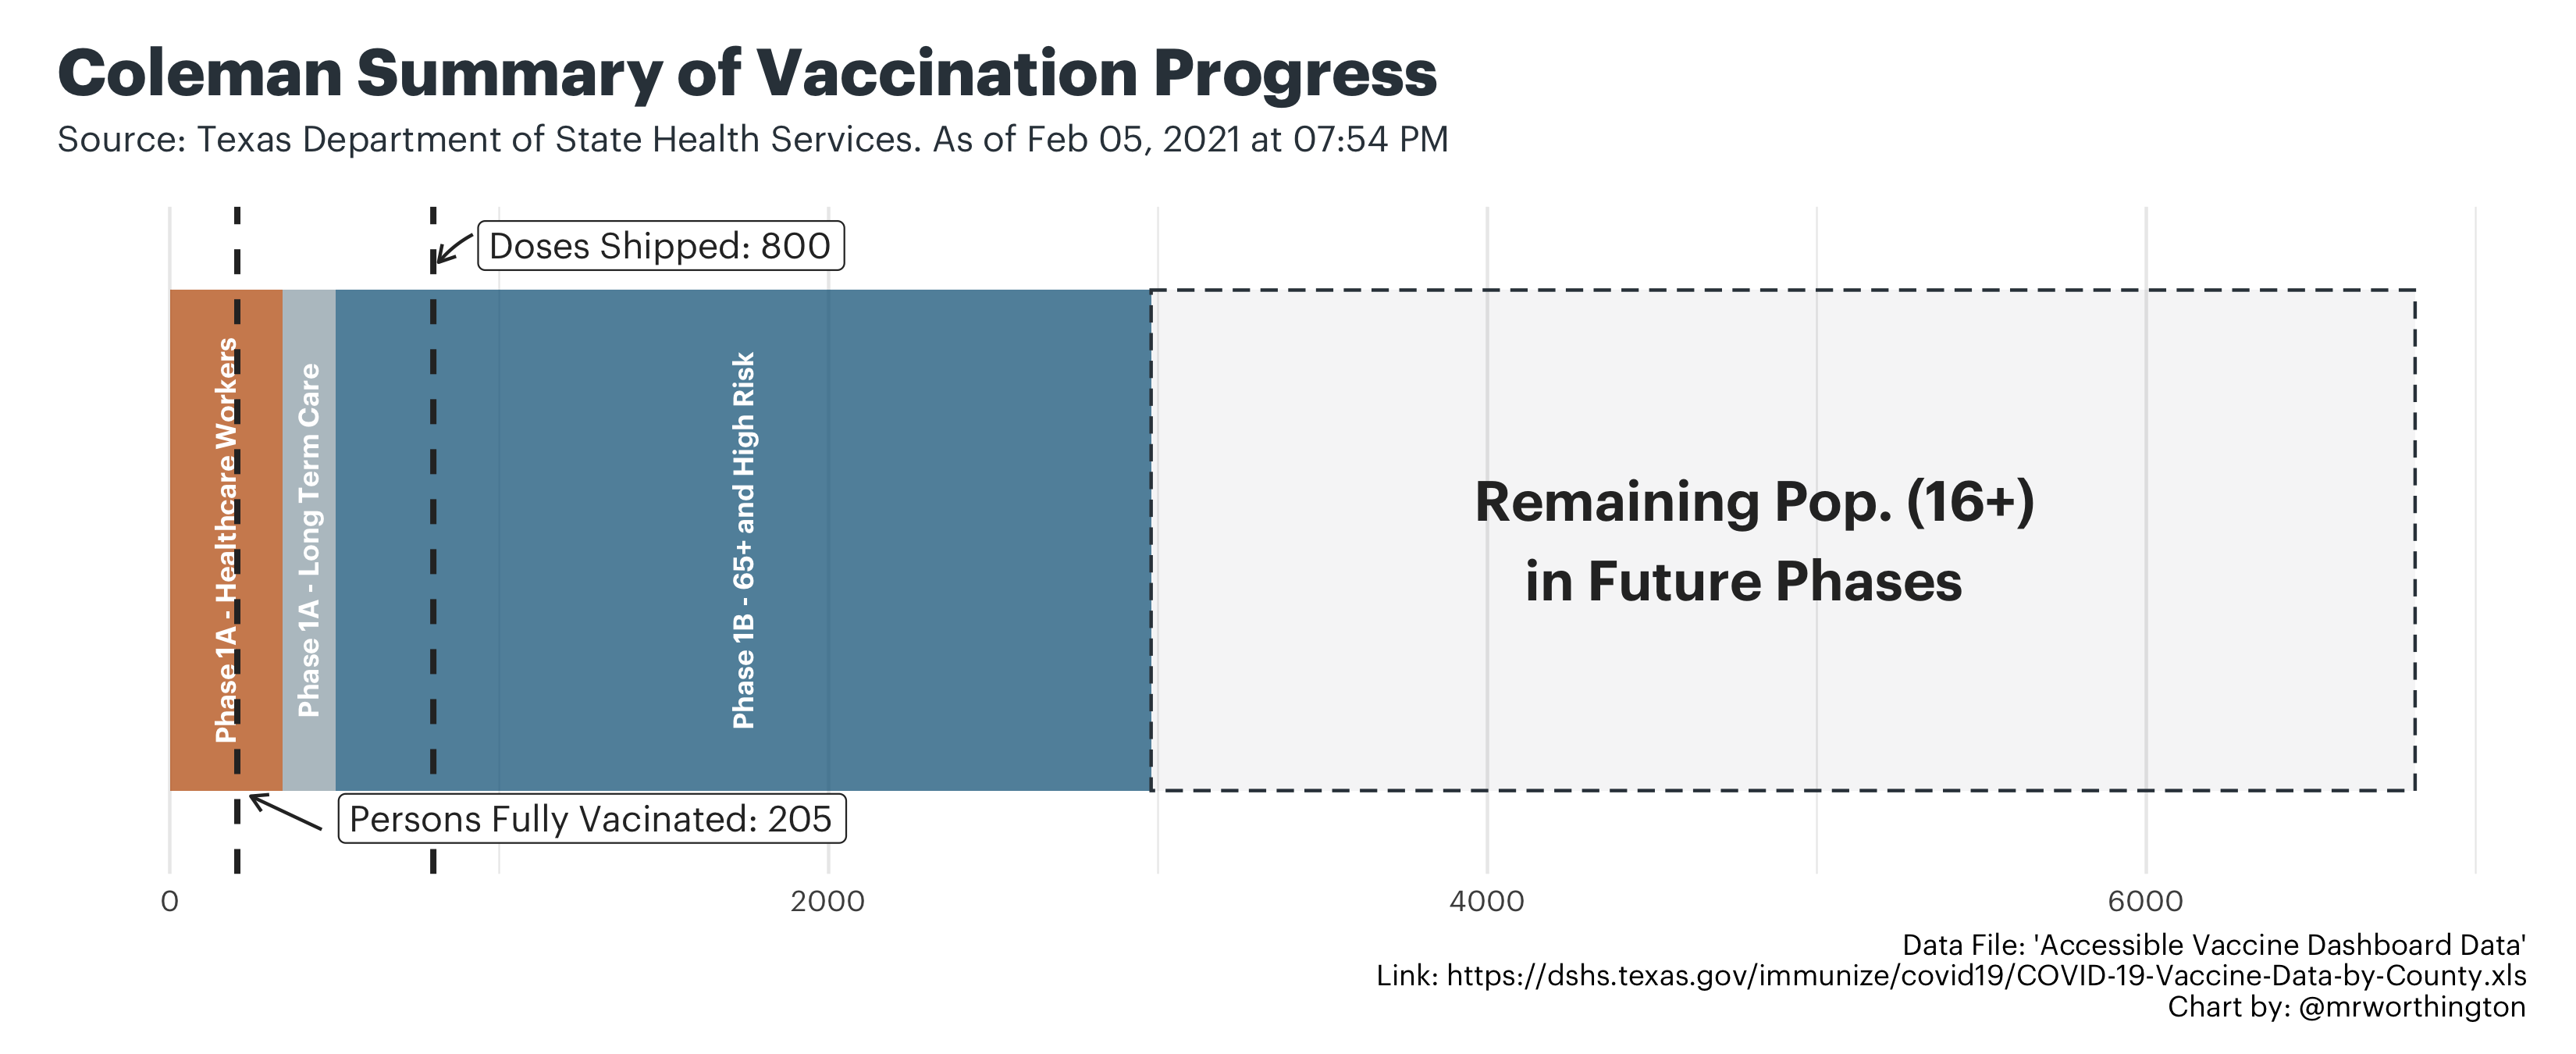 Coleman Summary of Vaccination Progress
Source: Texas Department of State Health Services. As of Feb 05, 2021 at 07:54 PM
Doses Shipped: 800
Phase 1A - Healthcare Workers
Phase 1A - Long Term Care
Phase 1B - 65+ and High Risk
Remaining Pop. (16+)
in Future Phases
Persons Fully Vacinated: 205
0
2000
4000
6000
Data File: 'Accessible Vaccine Dashboard Data'
Link: https://dshs.texas.gov/immunize/covid19/COVID-19-Vaccine-Data-by-County.xls
Chart by: @mrworthington